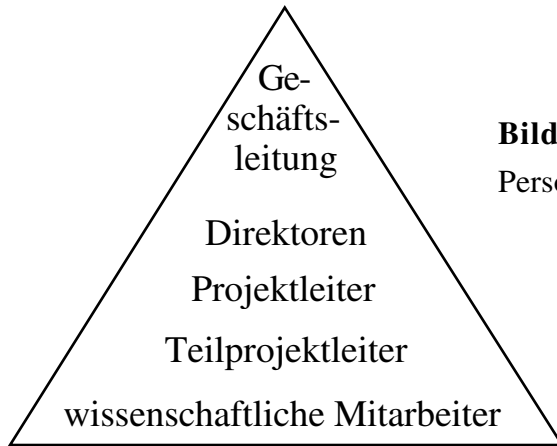 Ge-
schäfts-
leitung
Bild
Direktoren
Projektleiter
Teilprojektleiter
wissenschaftliche Mitarbeiter